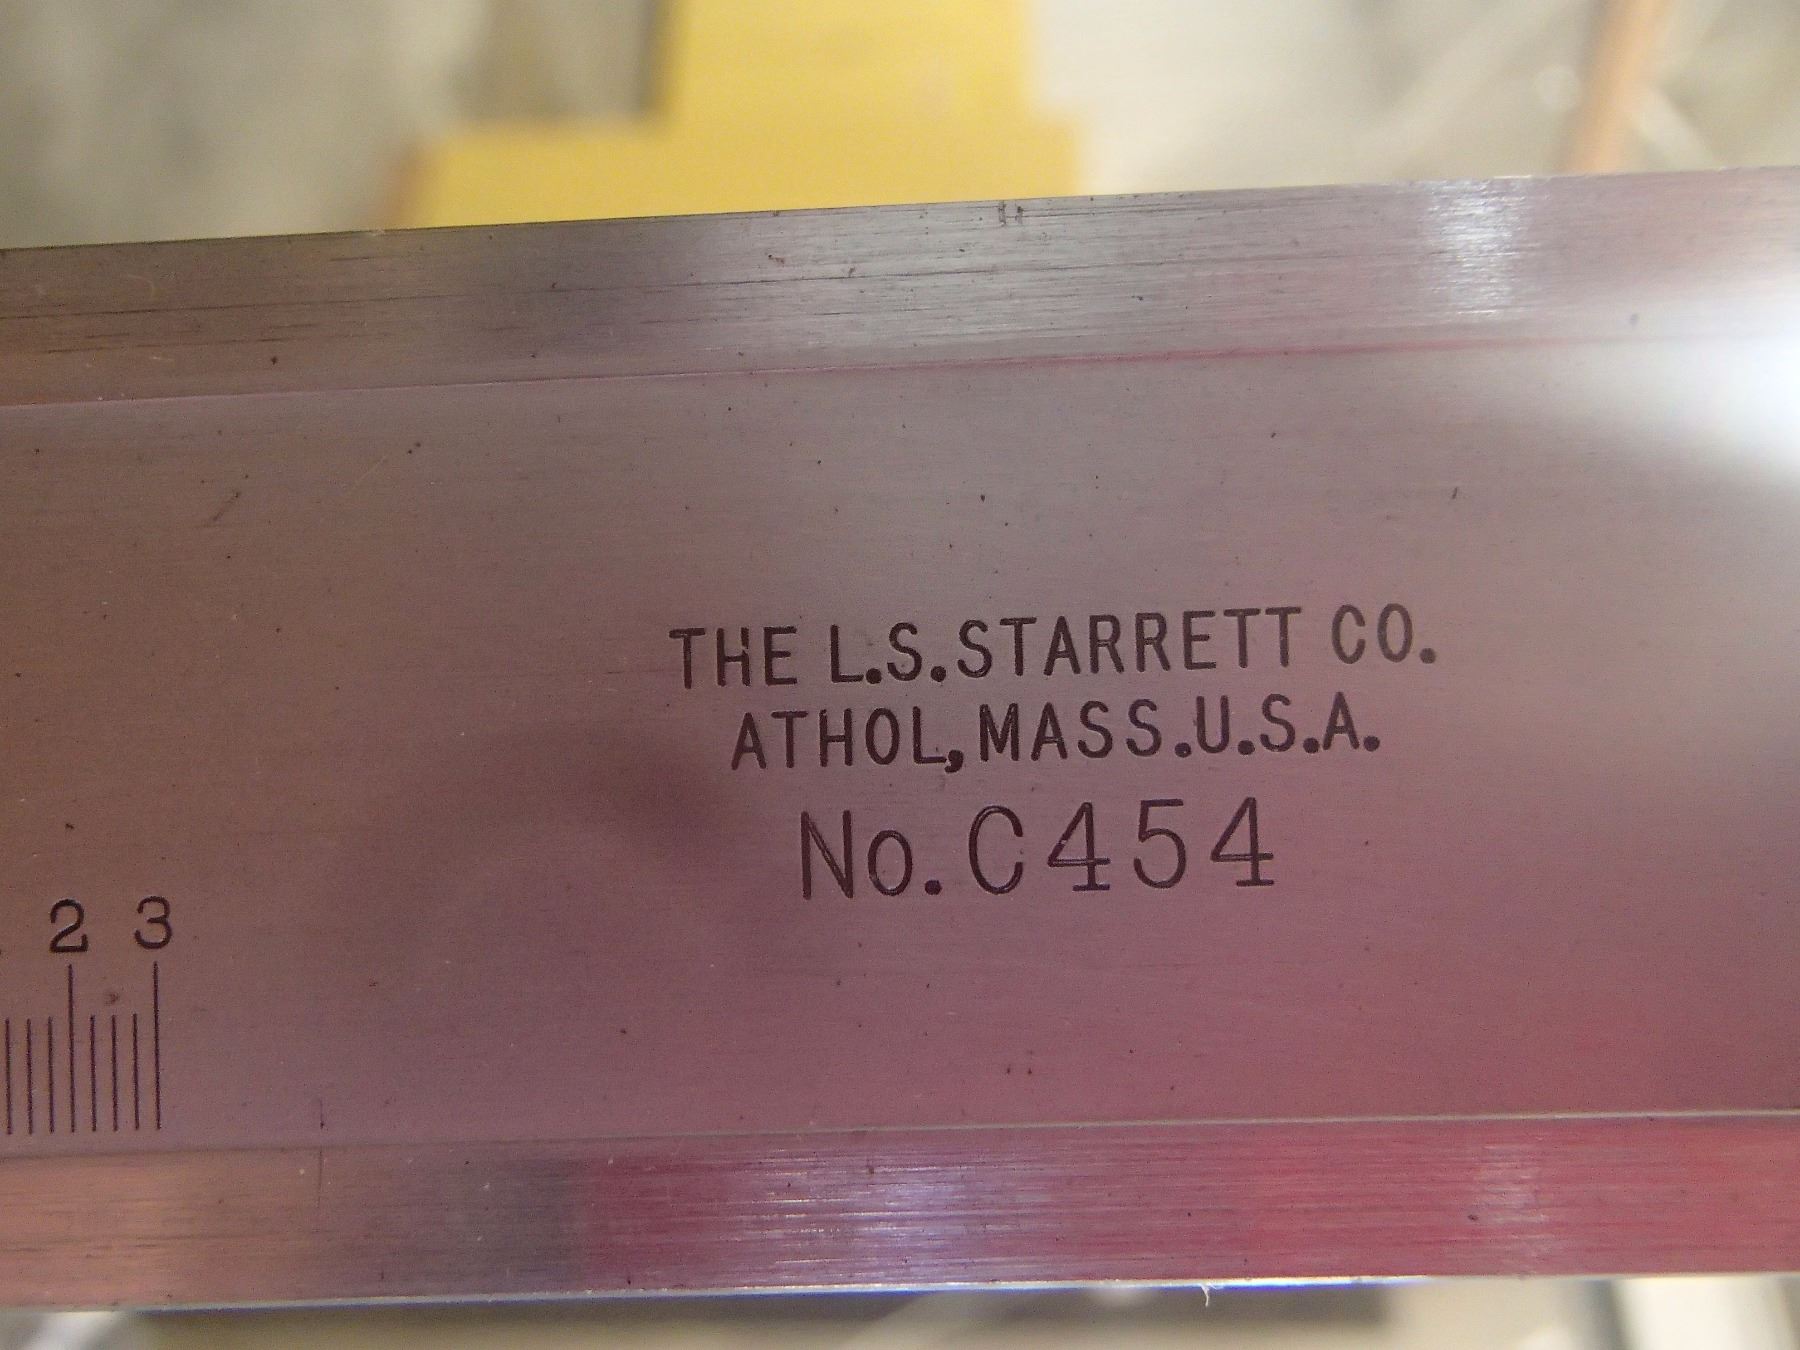 THE L.S.STARRETT CO.
ATHOL,MASS.U.S.A.
No.C454
2 3